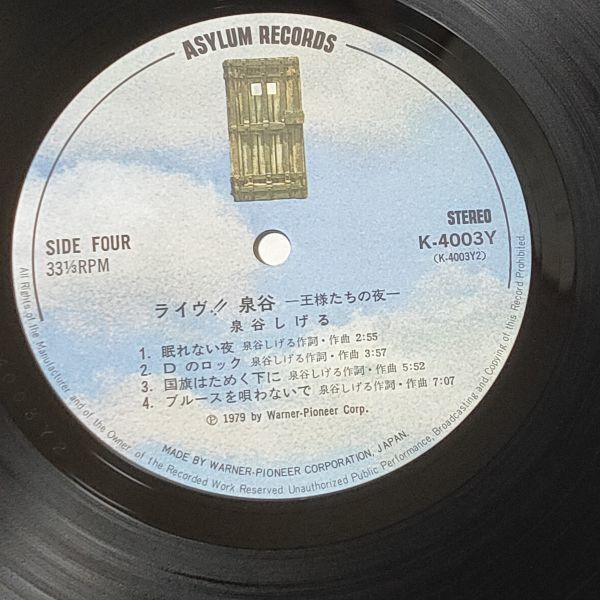 ASYLUM RECORDS
SIDE FOUR
33⅓RPM
STEREO
K-4003Y
(K-4003Y2)
ライヴ!! 泉谷 ―王様たちの夜―
泉谷しげる
1. 眠れない夜 泉谷しげる作詞・作曲 2:55
2. D のロック 泉谷しげる作詞・作曲 3:57
3. 国旗はためく下に 泉谷しげる作詞・作曲 5:52
4. ブルースを唄わないで 泉谷しげる作詞・作曲 7:07
Ⓟ 1979 by Warner-Pioneer Corp.
MADE BY WARNER-PIONEER CORPORATION, JAPAN.
All Rights of the Manufacturer and of the Owner of the Recorded Work Reserved Unauthorized Public Performance, Broadcasting and Copying of this Record Prohibited.